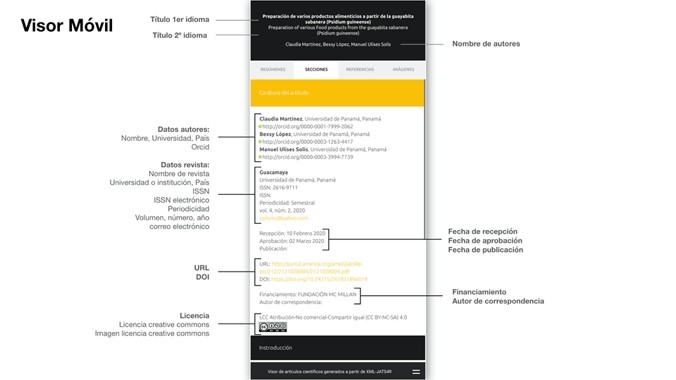 Visor Móvil
Título 1er idioma
Título 2º idioma
Preparación de varios productos alimenticios a partir de la guayabita
sabanera (Psidium guineense)
Preparation of various Food products from the guayabita sabanera
(Psidium guineense)
Claudia Martínez, Bessy López, Manuel Ulises Solís
Nombre de autores
RESÚMENES
SECCIONES
REFERENCIAS
IMÁGENES
Carátula del artículo
Datos autores:
Nombre, Universidad, País
Orcid
Claudia Martínez, Universidad de Panamá, Panamá
http://orcid.org/0000-0001-7999-2062
Bessy López, Universidad de Panamá, Panamá
http://orcid.org/0000-0003-1263-4417
Manuel Ulises Solís, Universidad de Panamá, Panamá
http://orcid.org/0000-0003-3994-7739
Datos revista:
Nombre de revista
Universidad o institución, País
ISSN
ISSN electrónico
Periodicidad
Volumen, número, año
correo electrónico
Guacamaya
Universidad de Panamá, Panamá
ISSN: 2616-9711
ISSN:
Periodicidad: Semestral
vol. 4, núm. 2, 2020
Recepción: 10 Febrero 2020
Aprobación: 02 Marzo 2020
Publicación:
Fecha de recepción
Fecha de aprobación
Fecha de publicación
URL
DOI
URL:
DOI:
Financiamiento: FUNDACIÓN MC MILLAN
Autor de correspondencia:
Financiamiento
Autor de correspondencia
Licencia
Licencia creative commons
Imagen licencia creative commons
LCC Atribución-No comercial-Compartir igual (CC BY-NC-SA) 4.0
Instroducción
Visor de artículos científicos generados a partir de XML-JATS4R